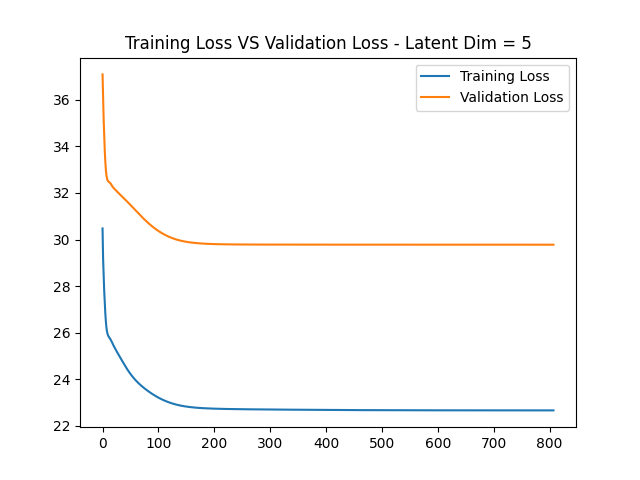 Training Loss VS Validation Loss - Latent Dim = 5
Training Loss
Validation Loss
36
34
32
30
28
26
24
22
0 100 200 300 400 500 600 700 800